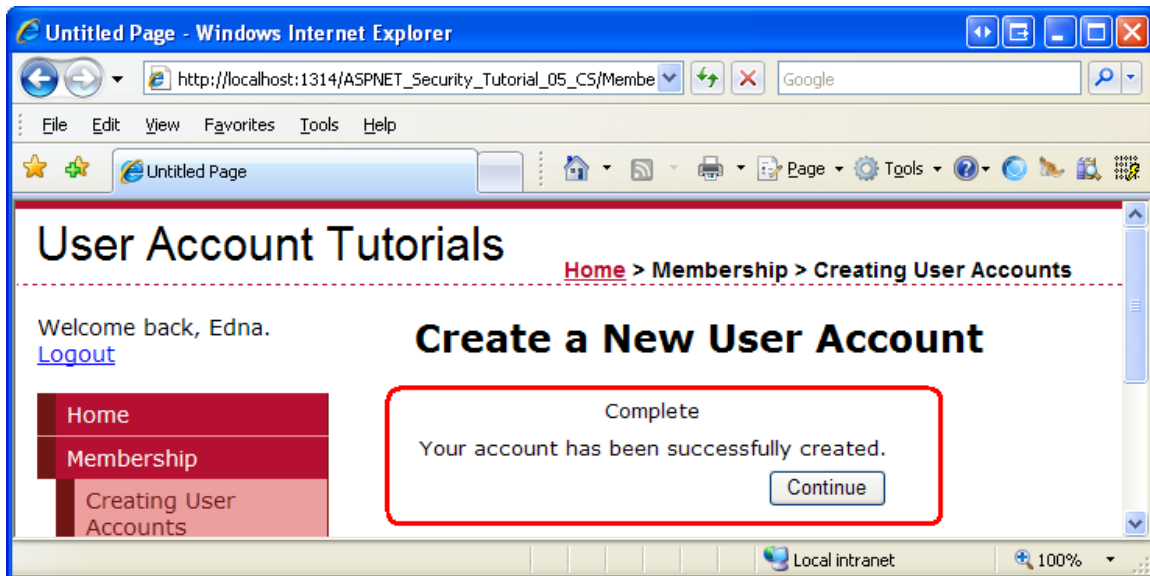 Untitled Page - Windows Internet Explorer
http://localhost:1314/ASPNET_Security_Tutorial_05_CS/Membe
Google
File Edit View Favorites Tools Help
Untitled Page
Page
Tools
User Account Tutorials
Home > Membership > Creating User Accounts
Welcome back, Edna.
Logout
Create a New User Account
Home
Membership
Creating User
Accounts
Complete
Your account has been successfully created.
Continue
Local intranet
100%